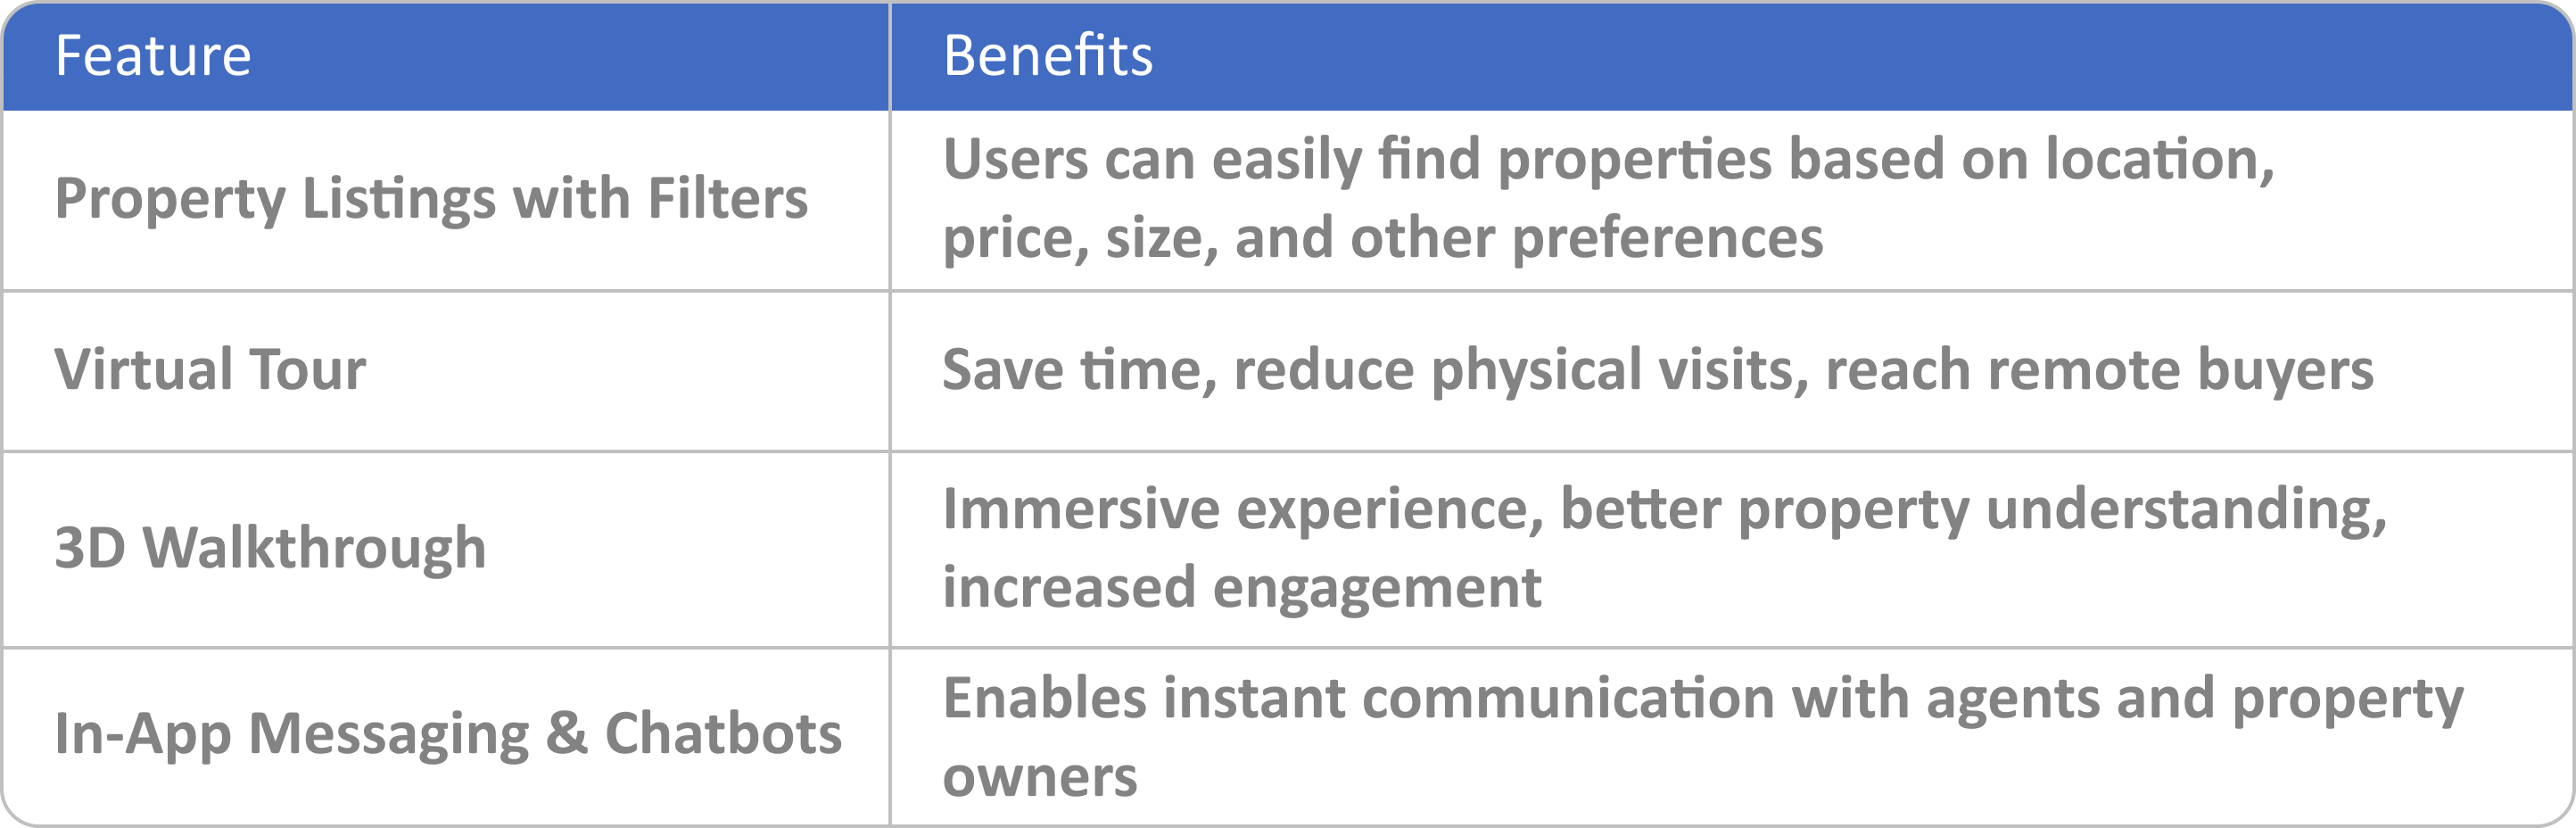 Feature
Benefits
Property Listings with Filters
Users can easily find properties based on location,
price, size, and other preferences
Virtual Tour
Save time, reduce physical visits, reach remote buyers
3D Walkthrough
Immersive experience, better property understanding,
increased engagement
In-App Messaging & Chatbots
Enables instant communication with agents and property
owners